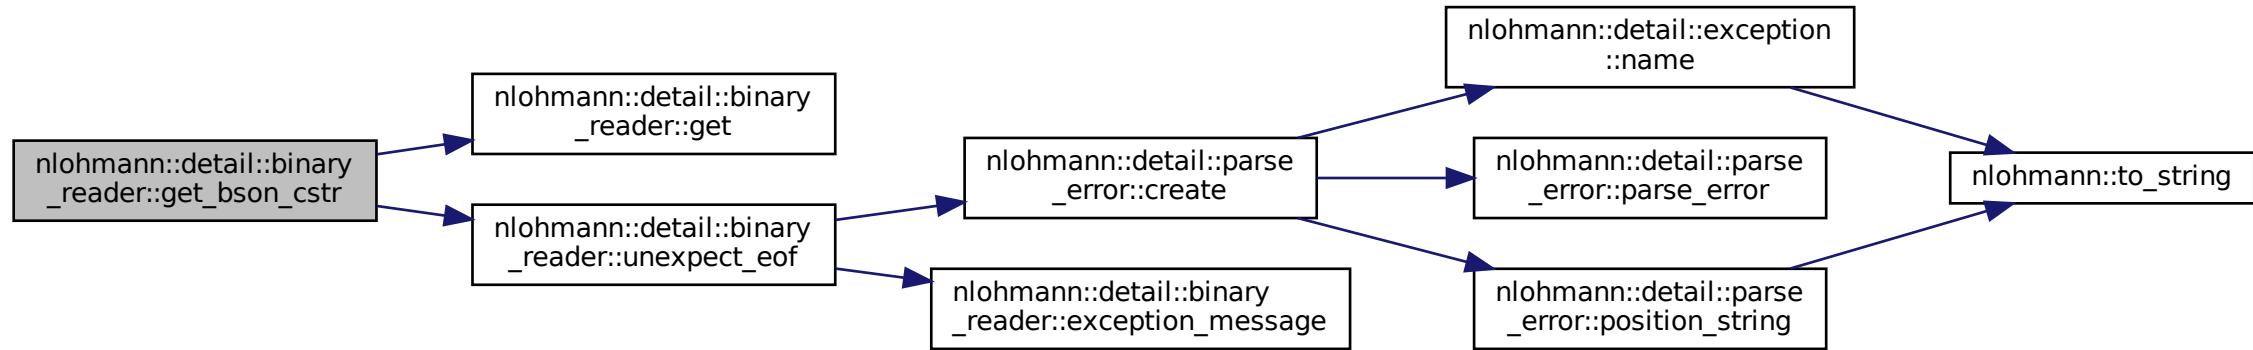 nlohmann::detail::binary
_reader::get_bson_cstr
nlohmann::detail::binary
_reader::get
nlohmann::detail::binary
_reader::unexpect_eof
nlohmann::detail::parse
_error::create
nlohmann::detail::binary
_reader::exception_message
nlohmann::detail::exception
::name
nlohmann::detail::parse
_error::parse_error
nlohmann::detail::parse
_error::position_string
nlohmann::to_string